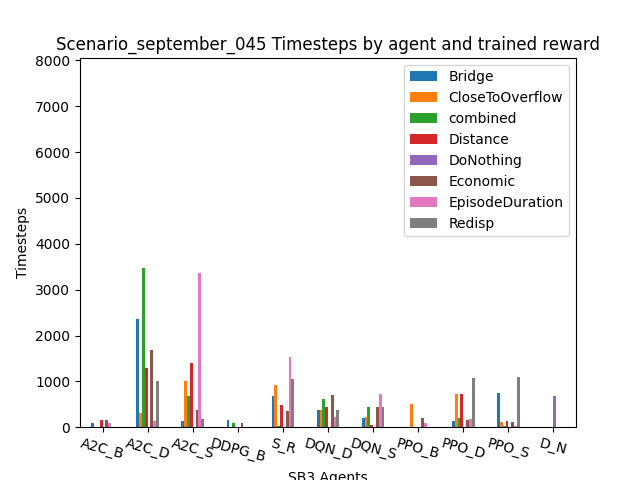 Scenario_september_045 Timesteps by agent and trained reward
8000
7000
6000
5000
4000
3000
2000
1000
0
Timesteps
Bridge
CloseToOverflow
combined
Distance
DoNothing
Economic
EpisodeDuration
Redisp
A2C_B
A2C_D
A2C_S
DDPG_B
S_R
DQN_D
DQN_S
PPO_B
PPO_D
PPO_S
D_N
SB3 Agents